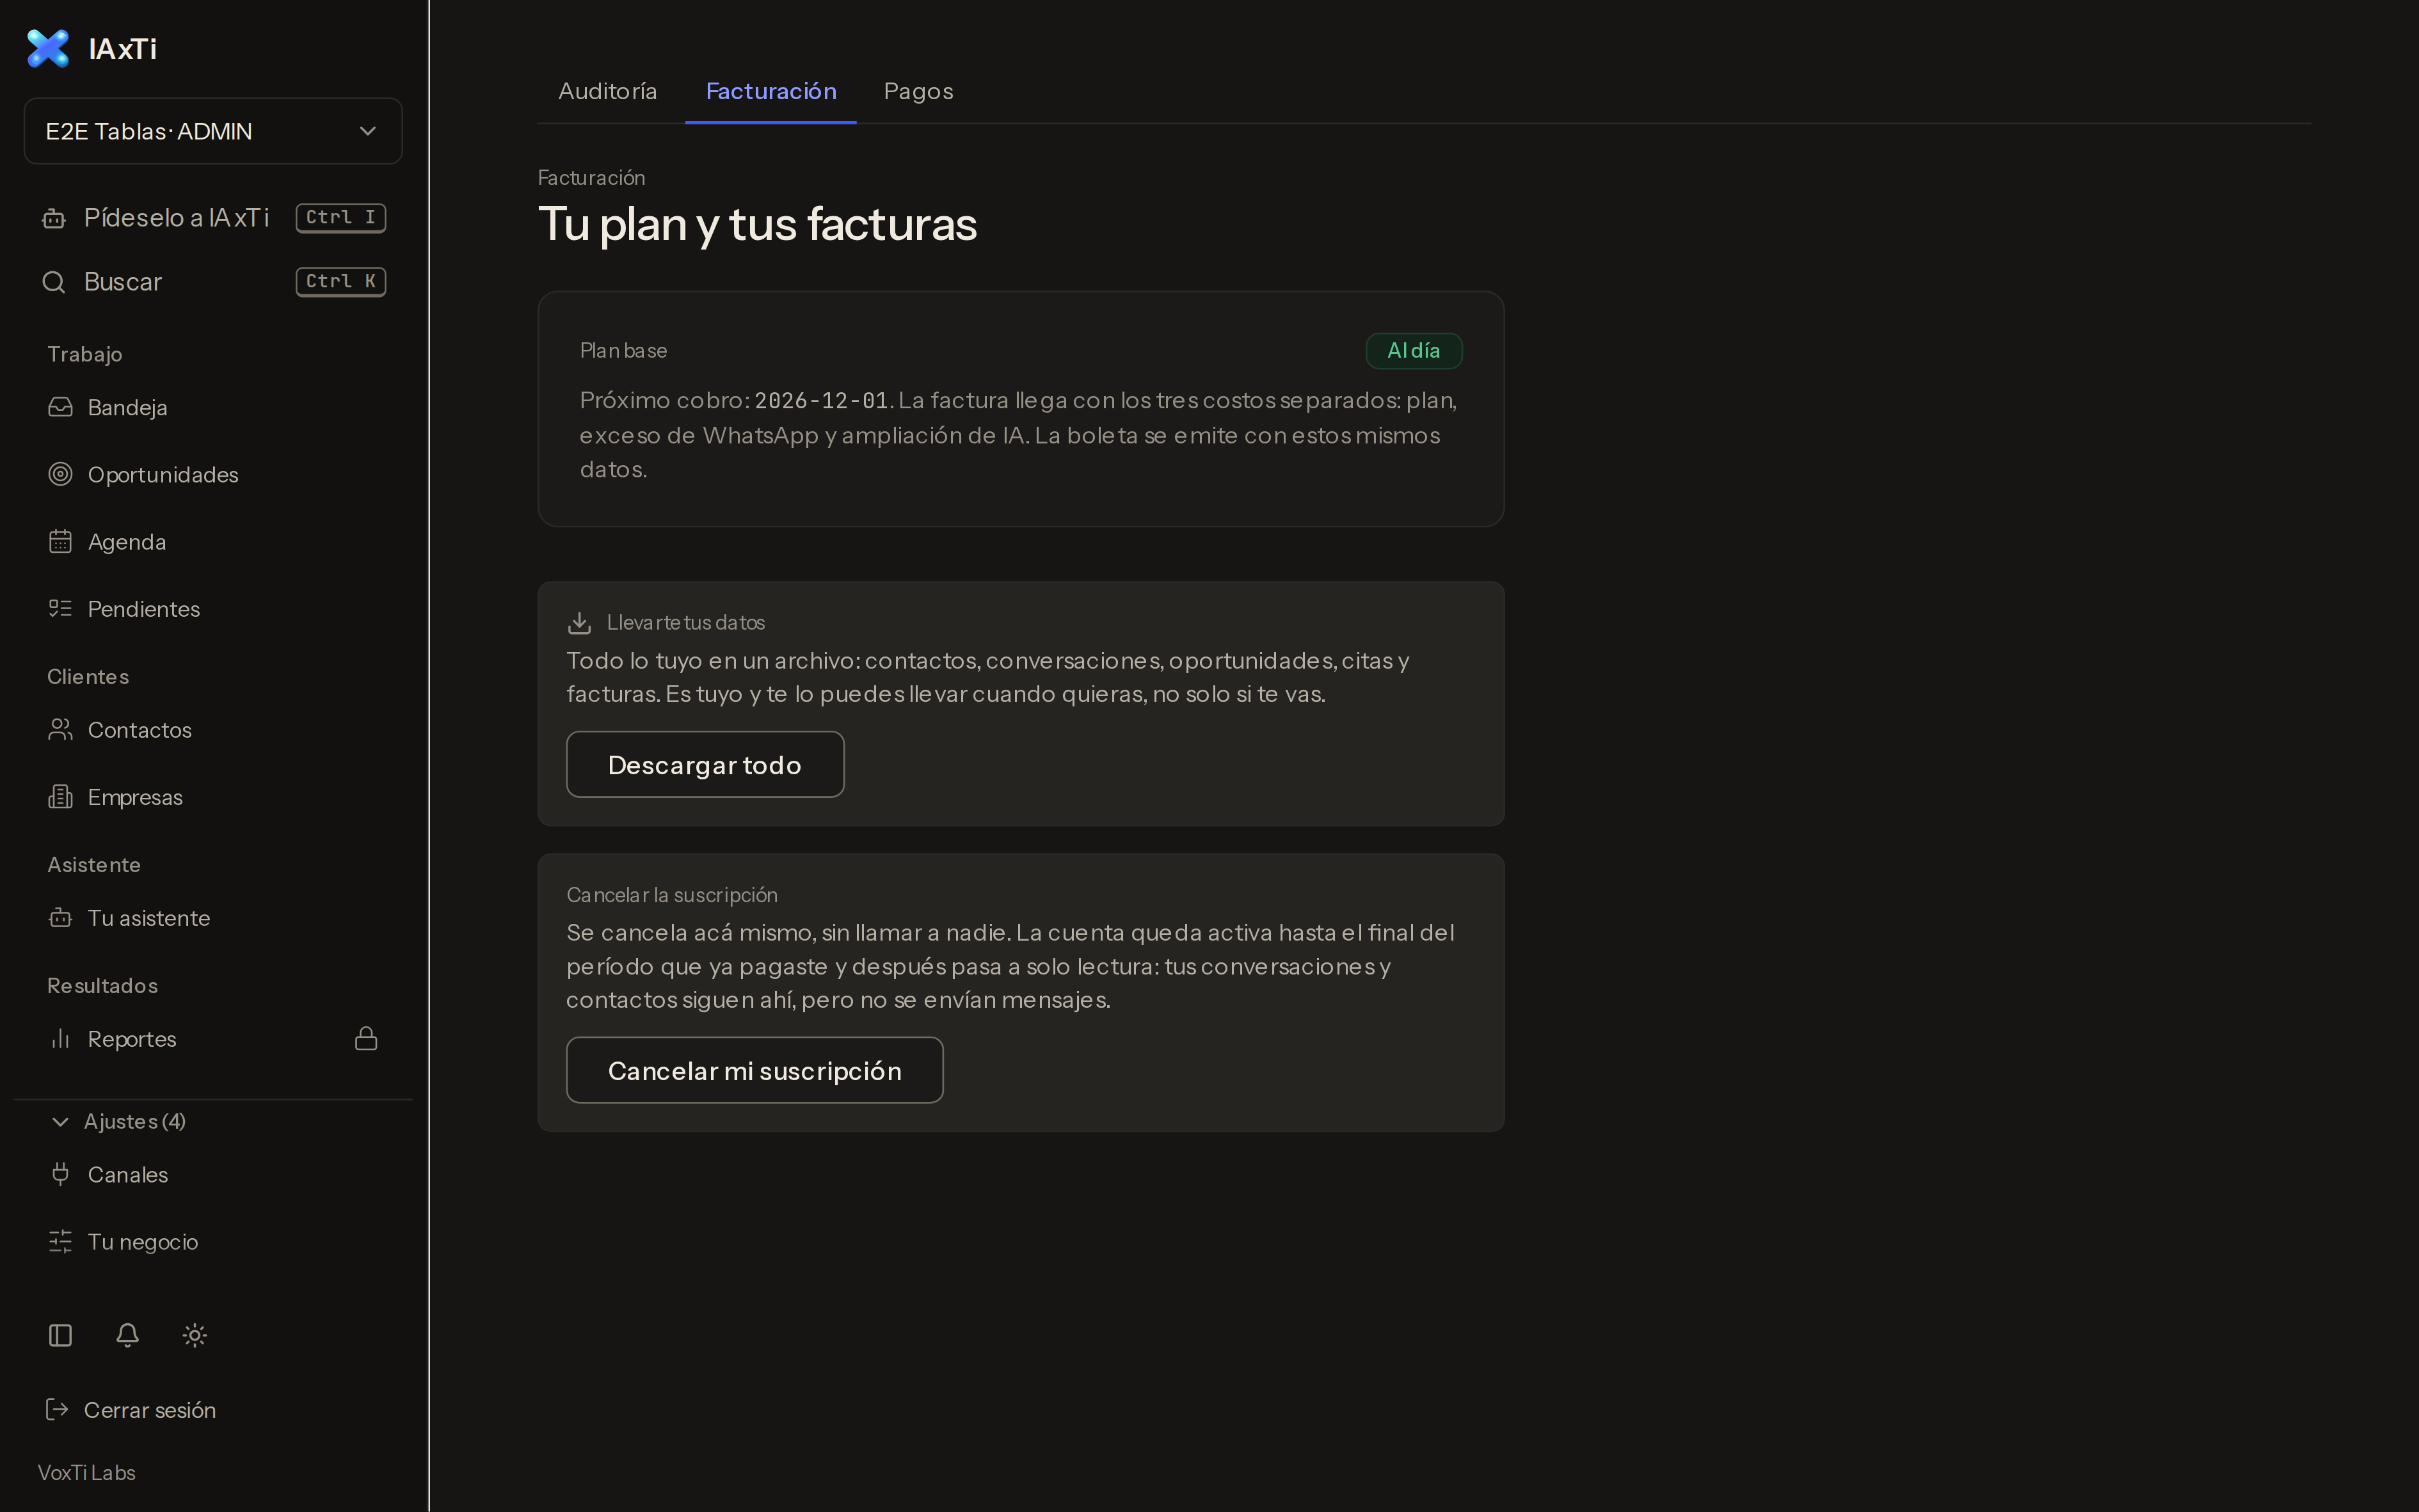 IAxTi
E2E Tablas · ADMIN
Pídeselo a IAxTi Ctrl I
Buscar Ctrl K
Trabajo
Bandeja
Oportunidades
Agenda
Pendientes
Clientes
Contactos
Empresas
Asistente
Tu asistente
Resultados
Reportes
Ajustes (4)
Canales
Tu negocio
Cerrar sesión
VoxTi Labs
Auditoría Facturación Pagos
Facturación
Tu plan y tus facturas
Plan base Al día
Próximo cobro: 2026-12-01. La factura llega con los tres costos separados: plan,
exceso de WhatsApp y ampliación de IA. La boleta se emite con estos mismos
datos.
Llevarte tus datos
Todo lo tuyo en un archivo: contactos, conversaciones, oportunidades, citas y
facturas. Es tuyo y te lo puedes llevar cuando quieras, no solo si te vas.
Descargar todo
Cancelar la suscripción
Se cancela acá mismo, sin llamar a nadie. La cuenta queda activa hasta el final del
período que ya pagaste y después pasa a solo lectura: tus conversaciones y
contactos siguen ahí, pero no se envían mensajes.
Cancelar mi suscripción